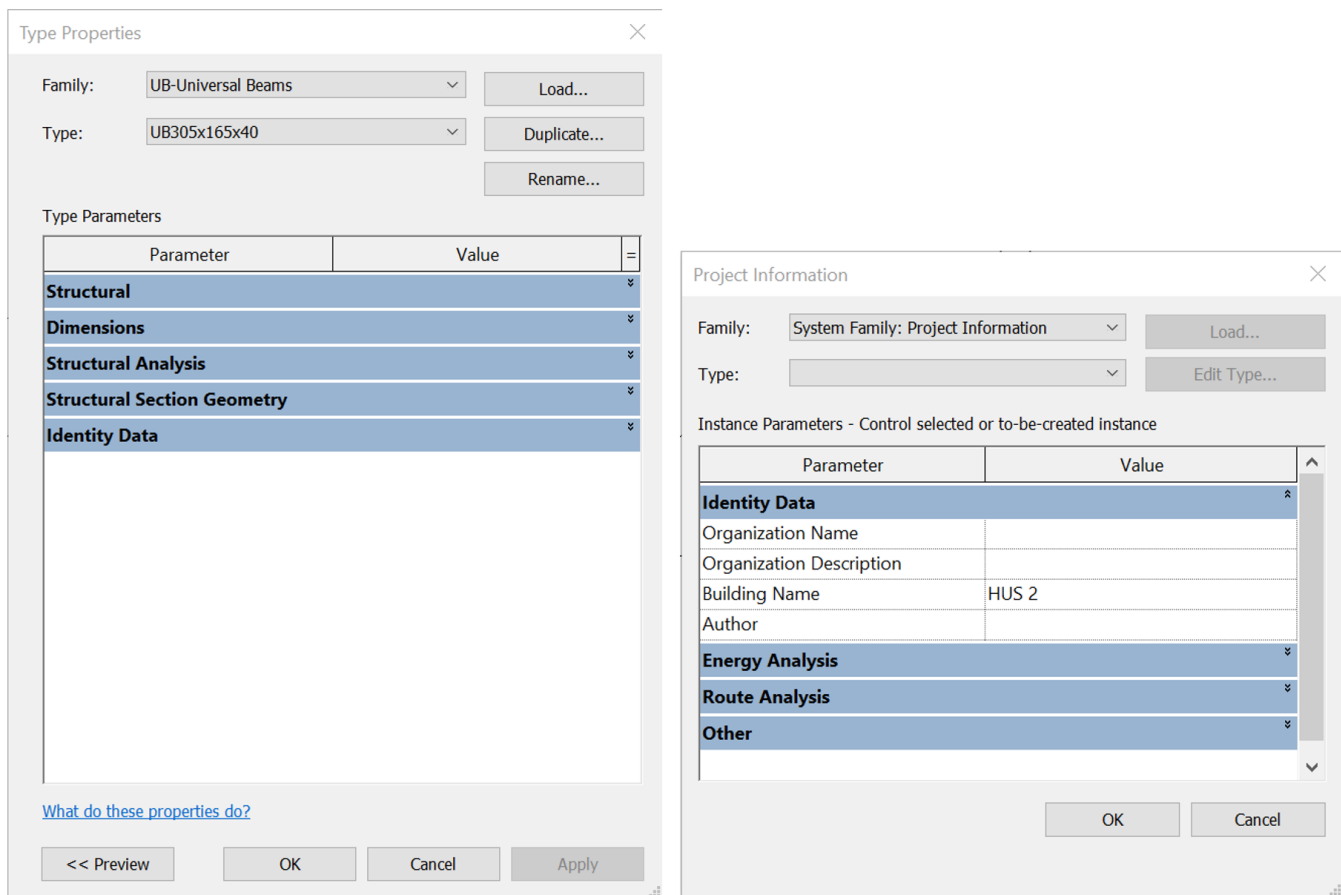 Type Properties
Family: UB-Universal Beams Load...
Type: UB305x165x40 Duplicate...
Rename...
Type Parameters
Parameter Value =
Structural
Dimensions
Structural Analysis
Structural Section Geometry
Identity Data
What do these properties do?
<< Preview OK Cancel Apply
Project Information
Family: System Family: Project Information Load...
Type: Edit Type...
Instance Parameters - Control selected or to-be-created instance
Parameter Value
Identity Data
Organization Name
Organization Description
Building Name HUS 2
Author
Energy Analysis
Route Analysis
Other
OK Cancel